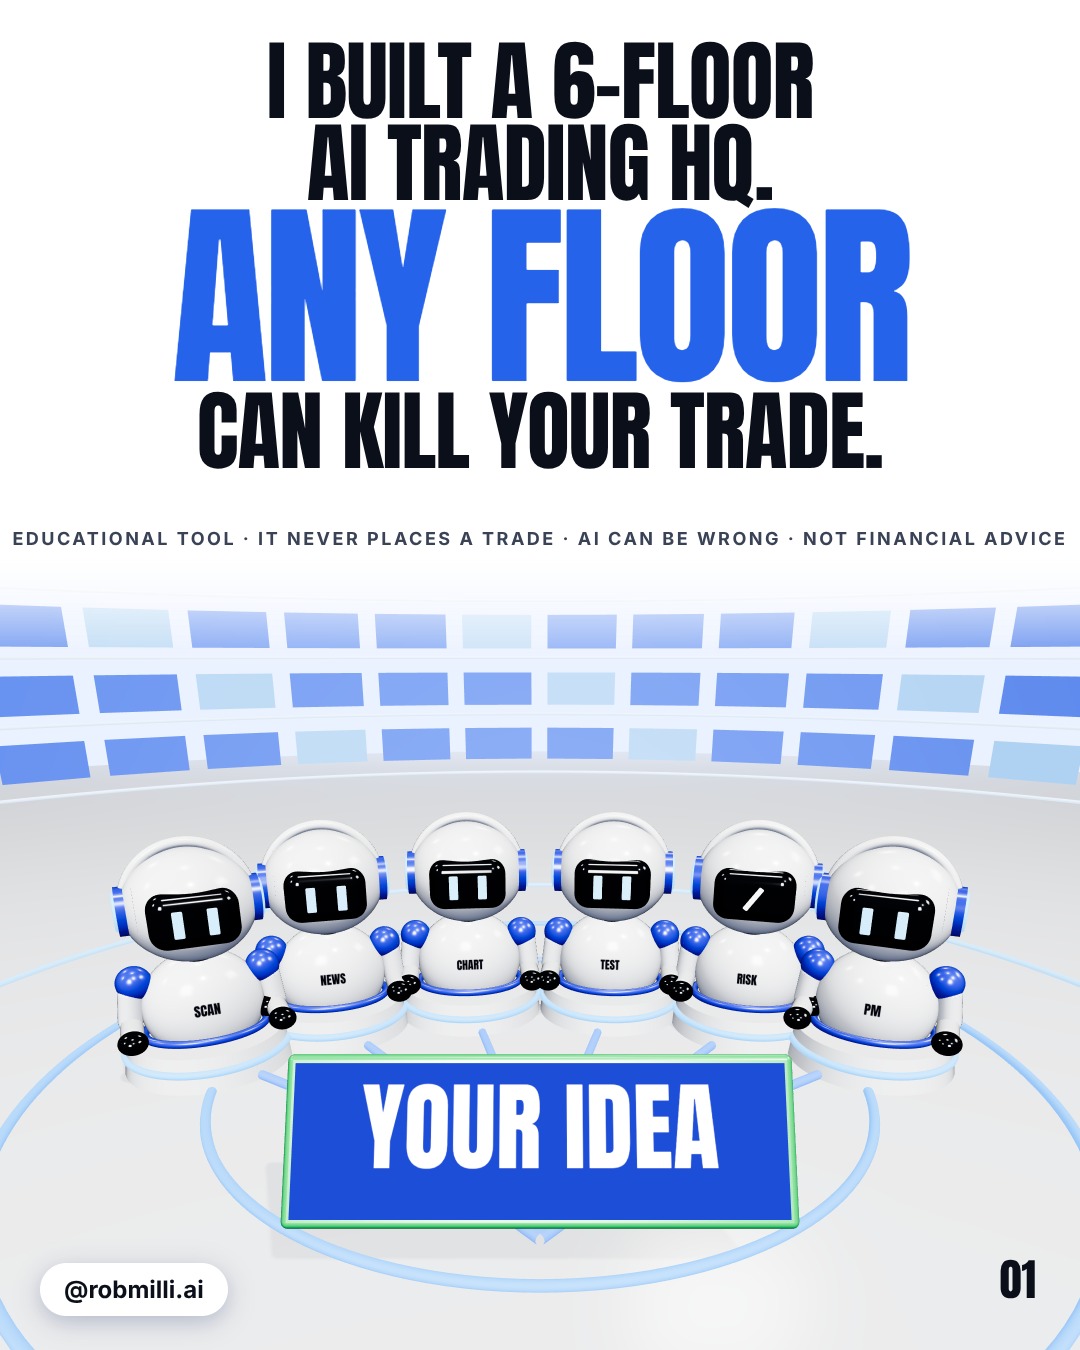 I BUILT A 6-FLOOR
AI TRADING HQ.
ANY FLOOR
CAN KILL YOUR TRADE.
EDUCATIONAL TOOL · IT NEVER PLACES A TRADE · AI CAN BE WRONG · NOT FINANCIAL ADVICE
SCAN
NEWS
CHART
TEST
RISK
PM
YOUR IDEA
@robmilli.ai
01